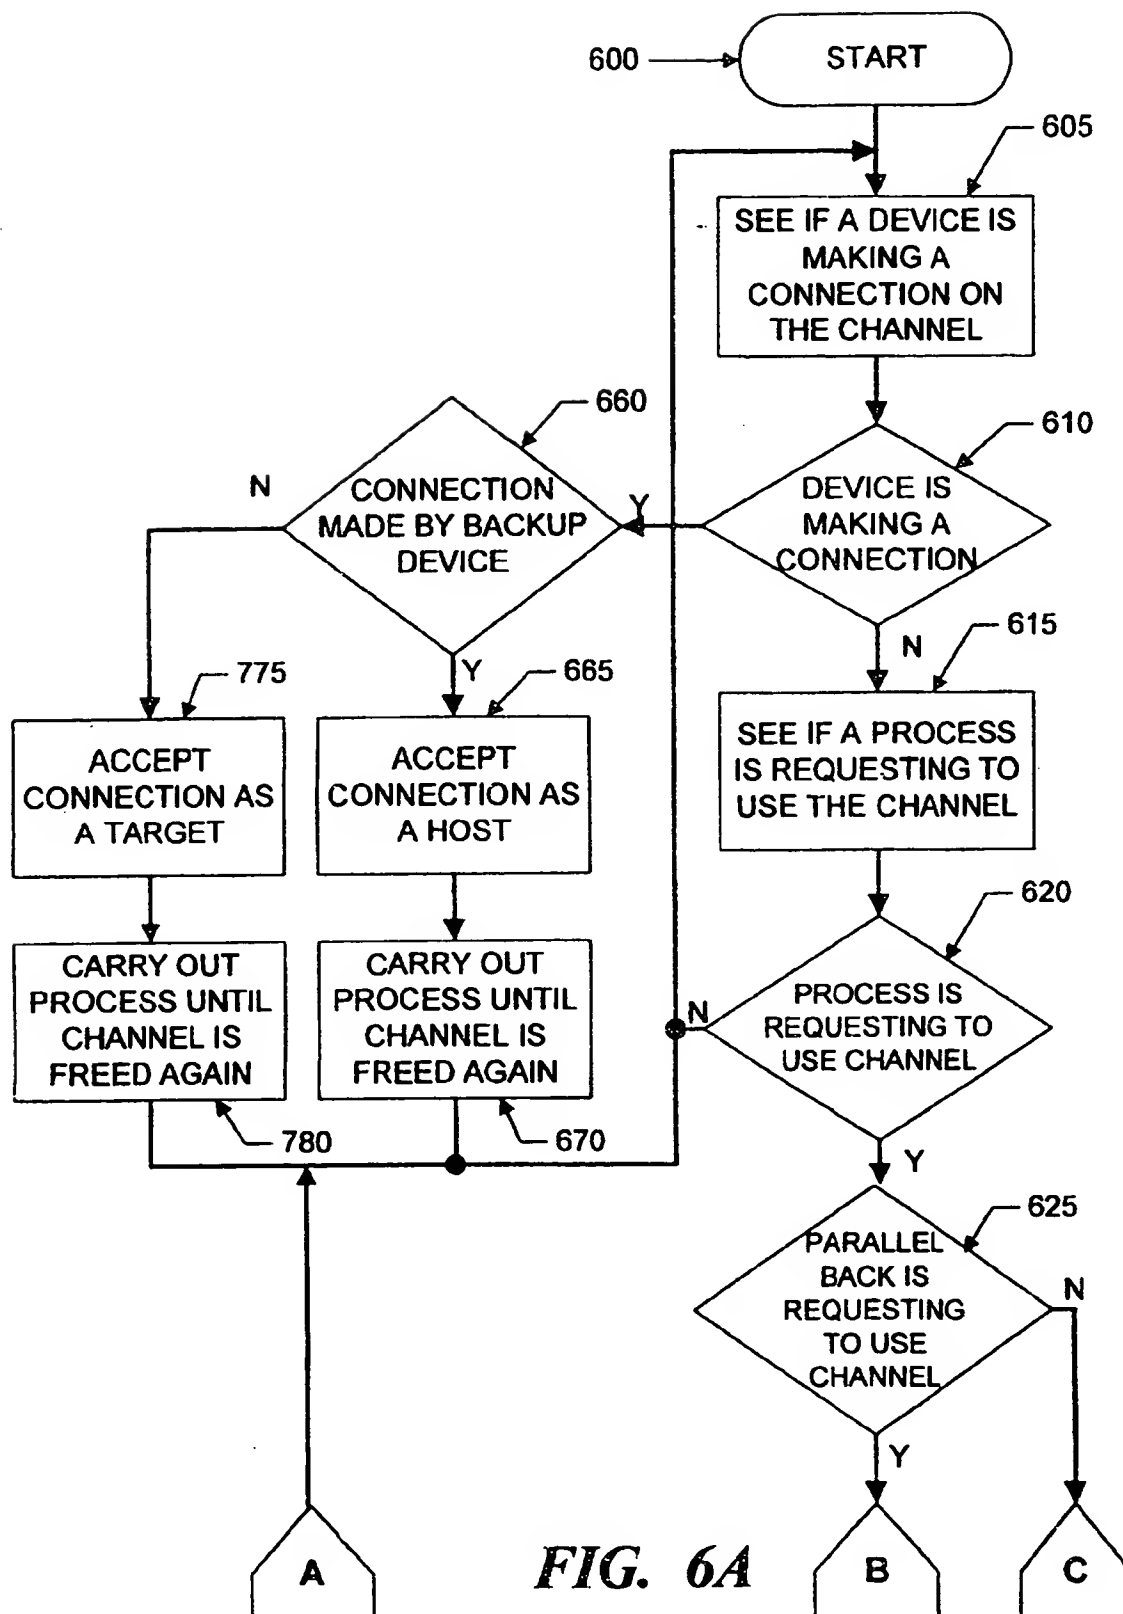 600
START
605
SEE IF A DEVICE IS
MAKING A
CONNECTION ON
THE CHANNEL
660
610
N
CONNECTION
MADE BY BACKUP
DEVICE
Y
DEVICE IS
MAKING A
CONNECTION
Y
N
615
775
665
ACCEPT
CONNECTION AS
A TARGET
ACCEPT
CONNECTION AS
A HOST
SEE IF A PROCESS
IS REQUESTING TO
USE THE CHANNEL
620
CARRY OUT
PROCESS UNTIL
CHANNEL IS
FREED AGAIN
CARRY OUT
PROCESS UNTIL
CHANNEL IS
FREED AGAIN
N
PROCESS IS
REQUESTING TO
USE CHANNEL
780
670
Y
625
PARALLEL
BACK IS
REQUESTING
TO USE
CHANNEL
N
Y
A
FIG. 6A
B
C